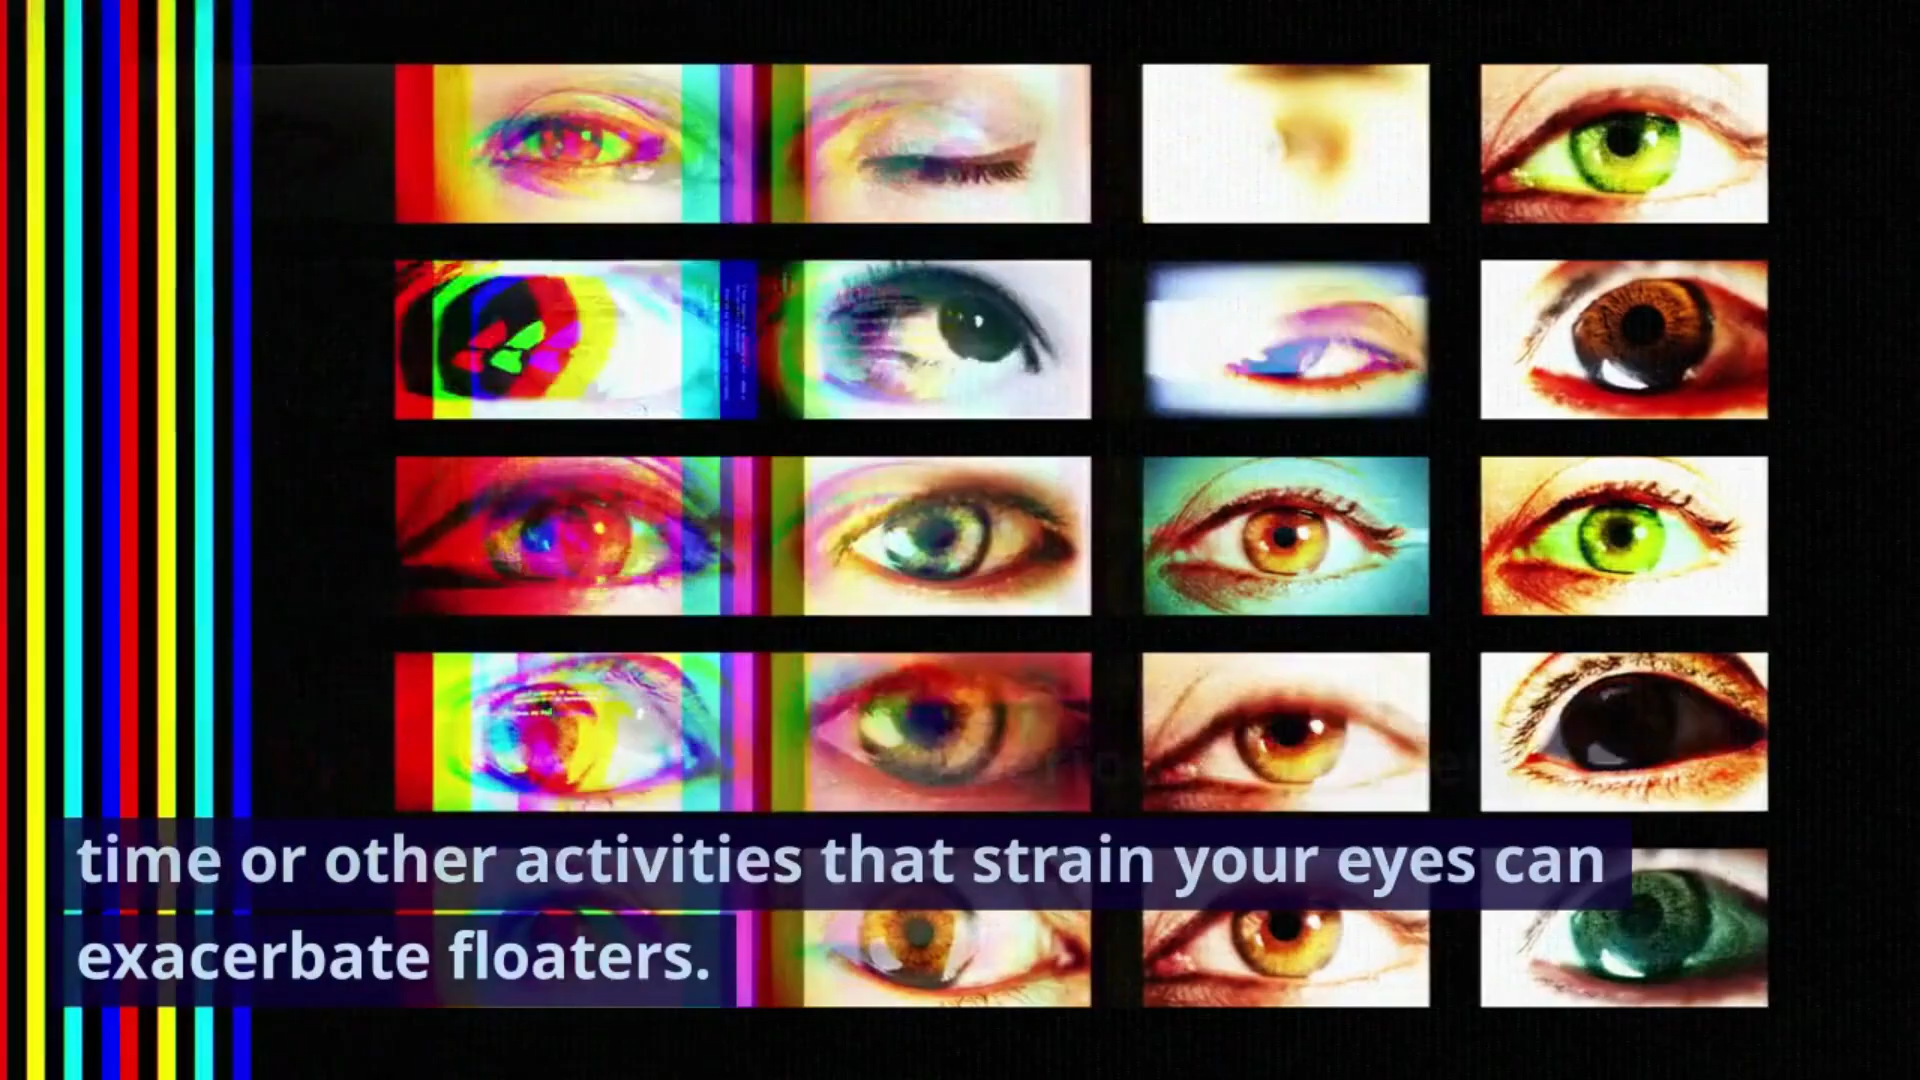 time or other activities that strain your eyes can
exacerbate floaters.